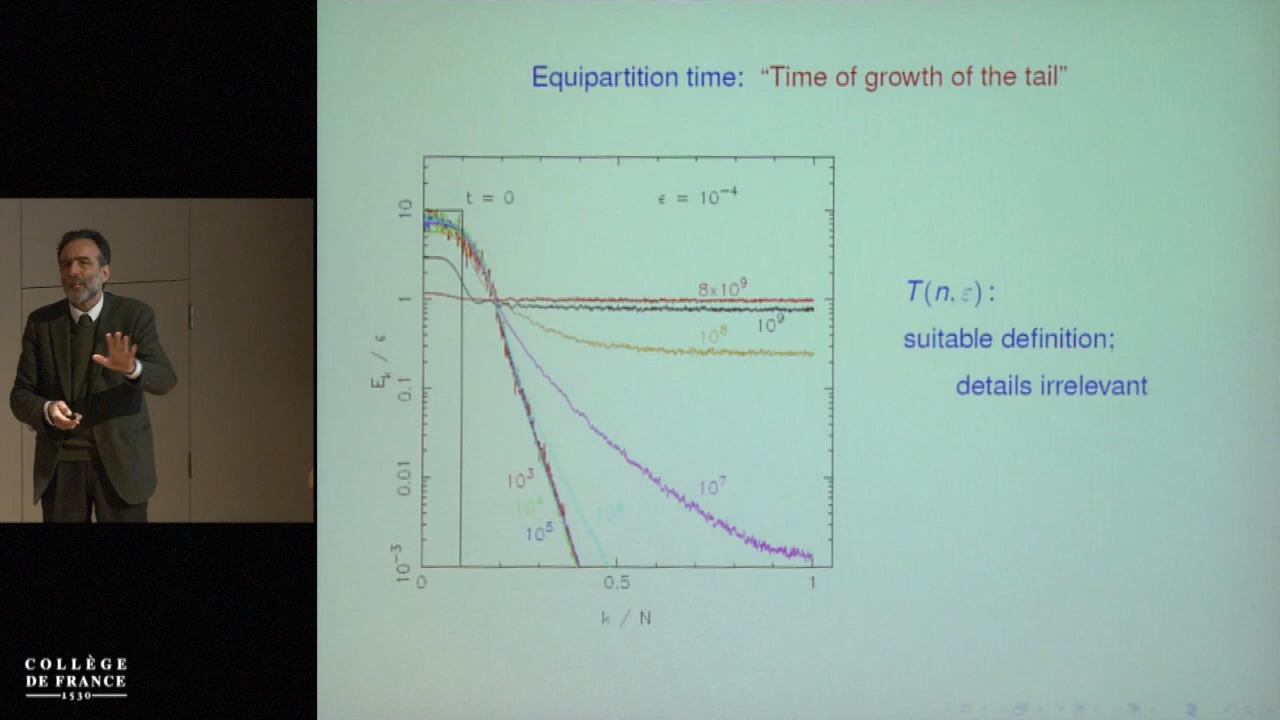 Equipartition time: “Time of growth of the tail”
t = 0
ϵ = 10⁻⁴
10
1
0.1
0.01
10⁻³
E_k / ϵ
8×10⁹
10⁹
10⁸
10⁷
10³
10⁴
10⁵
0
0.5
1
k / N
T(n, ε) :
suitable definition;
details irrelevant
COLLÈGE
DE FRANCE
1530